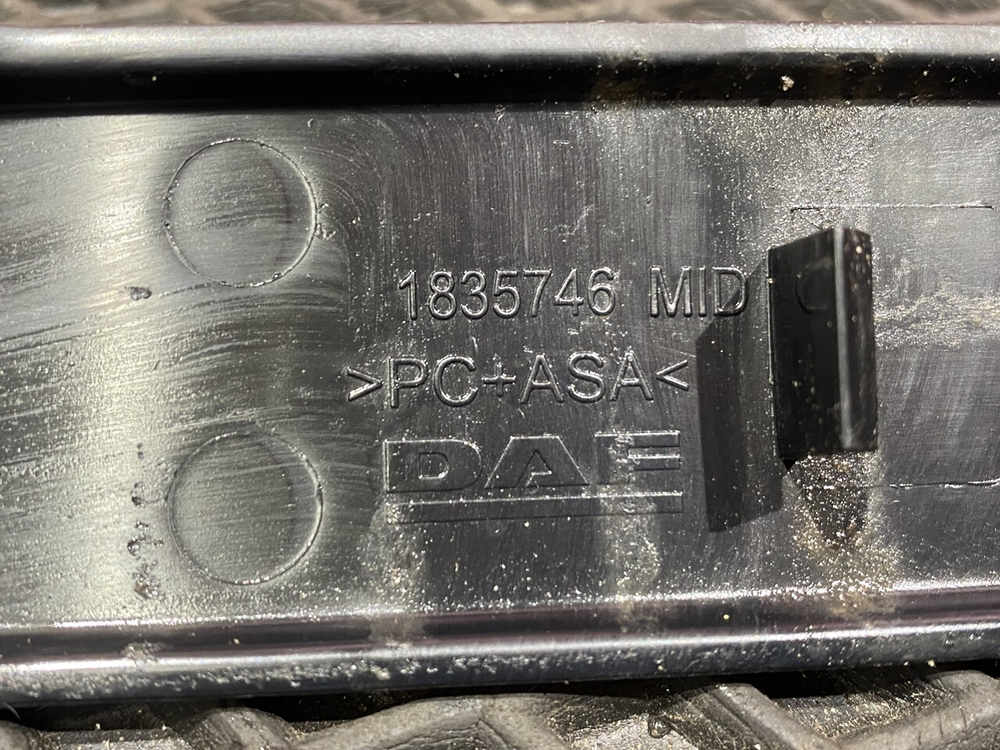 1835746 MID
>PC+ASA<
DAF